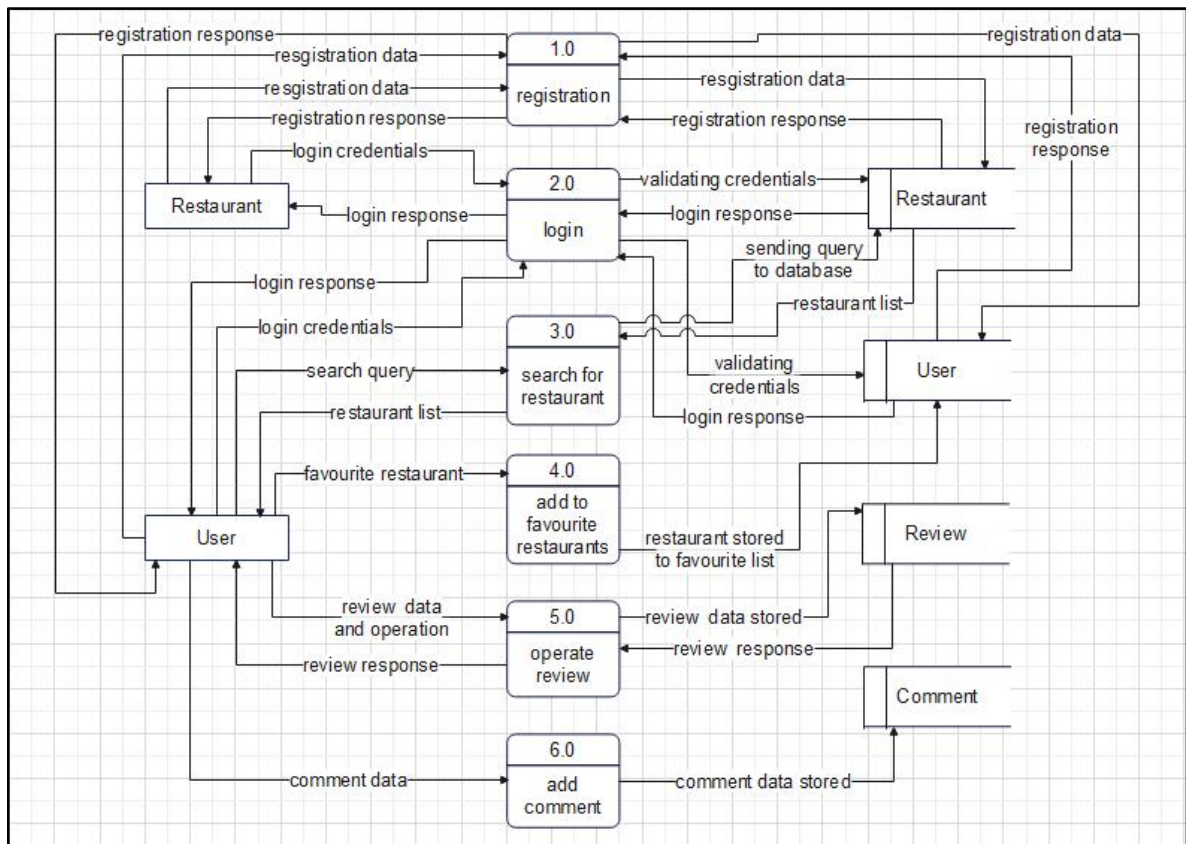 registration response
1.0
registration data
resgistration data
resgistration data
resgistration data
registration
registration response
registration response
registration
response
login credentials
2.0
validating credentials
Restaurant
Restaurant
login response
login response
login
sending query
to database
login response
restaurant list
login credentials
3.0
search query
search for
restaurant
validating
credentials
User
restaurant list
login response
favourite restaurant
4.0
add to
favourite
restaurants
User
restaurant stored
to favourite list
Review
review data
and operation
5.0
review data stored
review response
operate
review
review response
Comment
6.0
comment data
add
comment
comment data stored